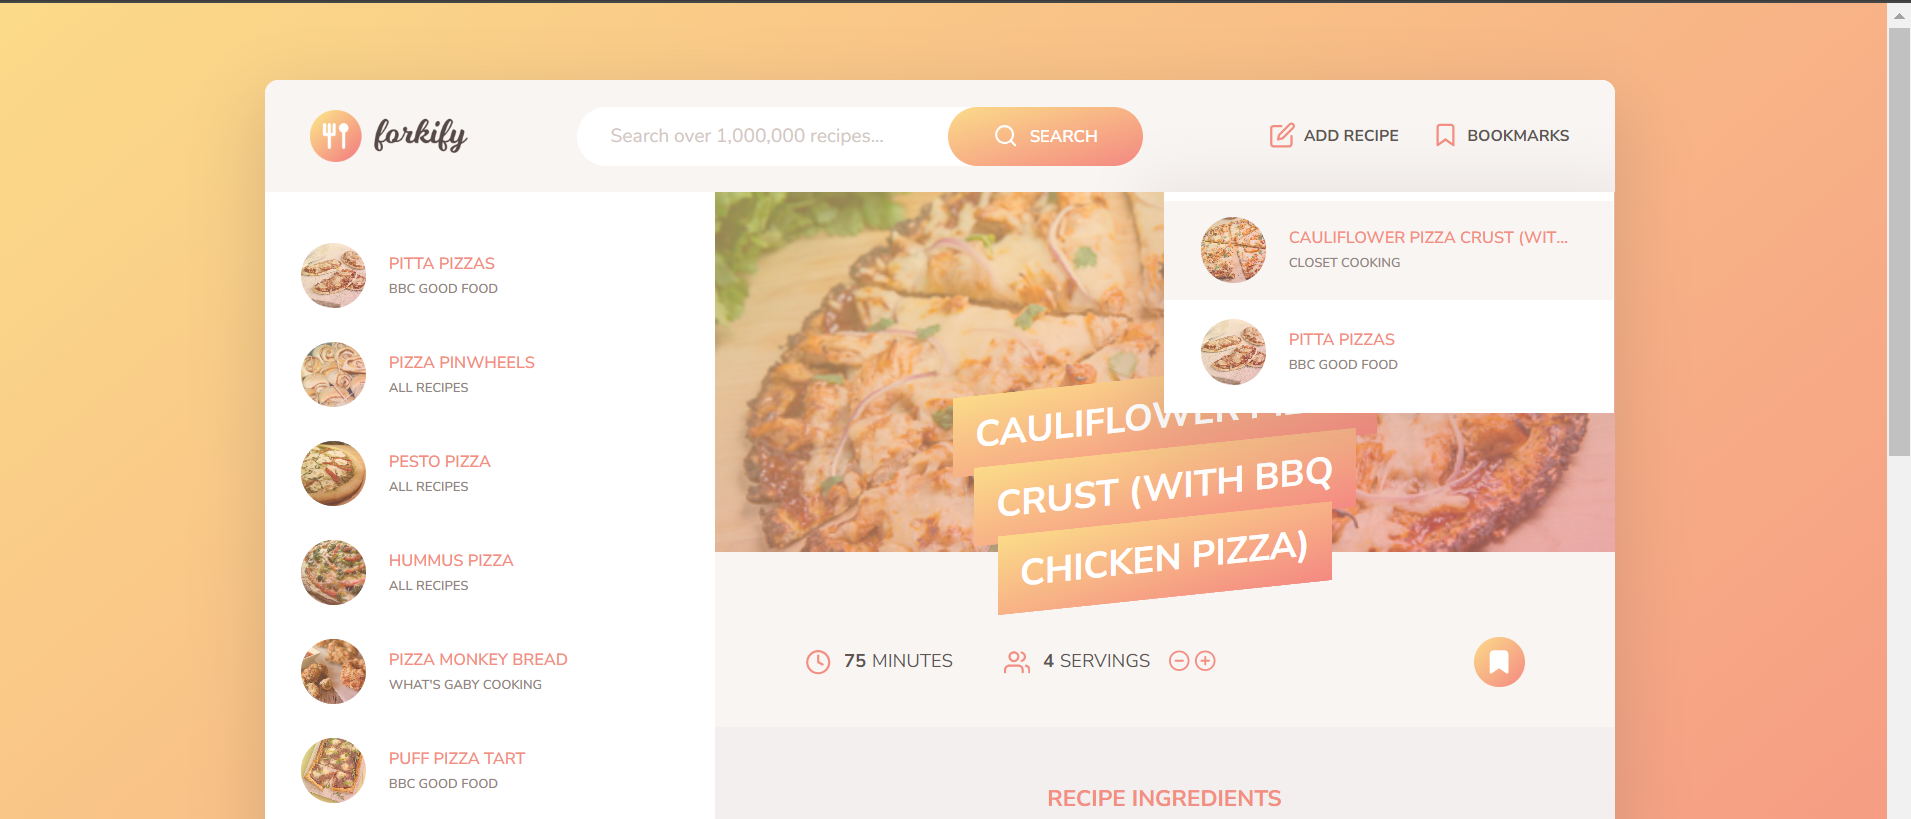 forkify
Search over 1,000,000 recipes...
SEARCH
ADD RECIPE
BOOKMARKS
PITTA PIZZAS
BBC GOOD FOOD
PIZZA PINWHEELS
ALL RECIPES
PESTO PIZZA
ALL RECIPES
HUMMUS PIZZA
ALL RECIPES
PIZZA MONKEY BREAD
WHAT'S GABY COOKING
PUFF PIZZA TART
BBC GOOD FOOD
CAULIFLOWER PIZZA CRUST (WIT...
CLOSET COOKING
PITTA PIZZAS
BBC GOOD FOOD
CAULIFLOWER
CRUST (WITH BBQ
CHICKEN PIZZA)
75 MINUTES
4 SERVINGS
RECIPE INGREDIENTS